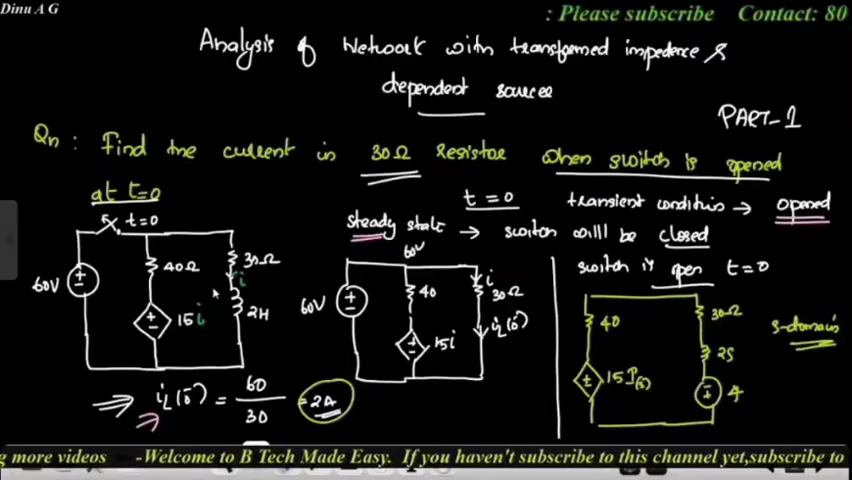 Dinu A G
: Please subscribe Contact: 80
Analysis of Network with transformed impedence &
dependent source
PART-1
Qn : Find the current in 30Ω resistor when switch is opened
at t=0
t=0 transient condition → opened
steady state → switch will be closed
switch is open t=0
S t=0
60V
40Ω
15i
30Ω
i
2H
60V
60V
40
15i
i
30Ω
iL(0-)
40
15I(s)
30Ω
2S
4
s-domain
⇒ iL(0-) = 60/30 = 2A
g more videos -Welcome to B Tech Made Easy. If you haven't subscribe to this channel yet,subscribe to